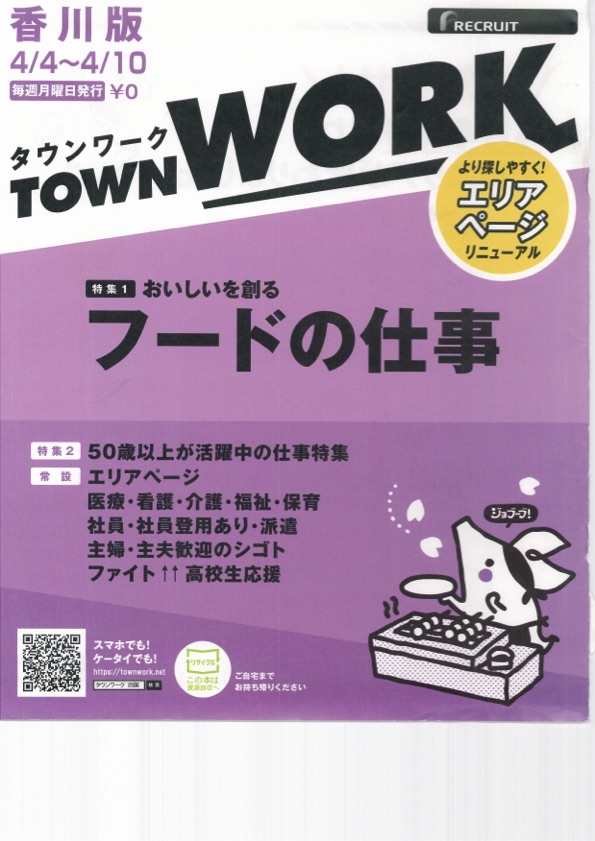 香川版
4/4〜4/10
毎週月曜日発行 ¥0
RECRUIT
タウンワーク
TOWN WORK
より探しやすく!
エリア
ページ
リニューアル
特集1 おいしいを創る
フードの仕事
特集2 50歳以上が活躍中の仕事特集
常設 エリアページ
医療・看護・介護・福祉・保育
社員・社員登用あり・派遣
主婦・主夫歓迎のシゴト
ファイト↑↑高校生応援
ジョブーブ!
スマホでも!
ケータイでも!
https://townwork.net
タウンワーク 四国 検索
リサイクル
この本は
資源回収へ
ご自宅まで
お持ち帰りください